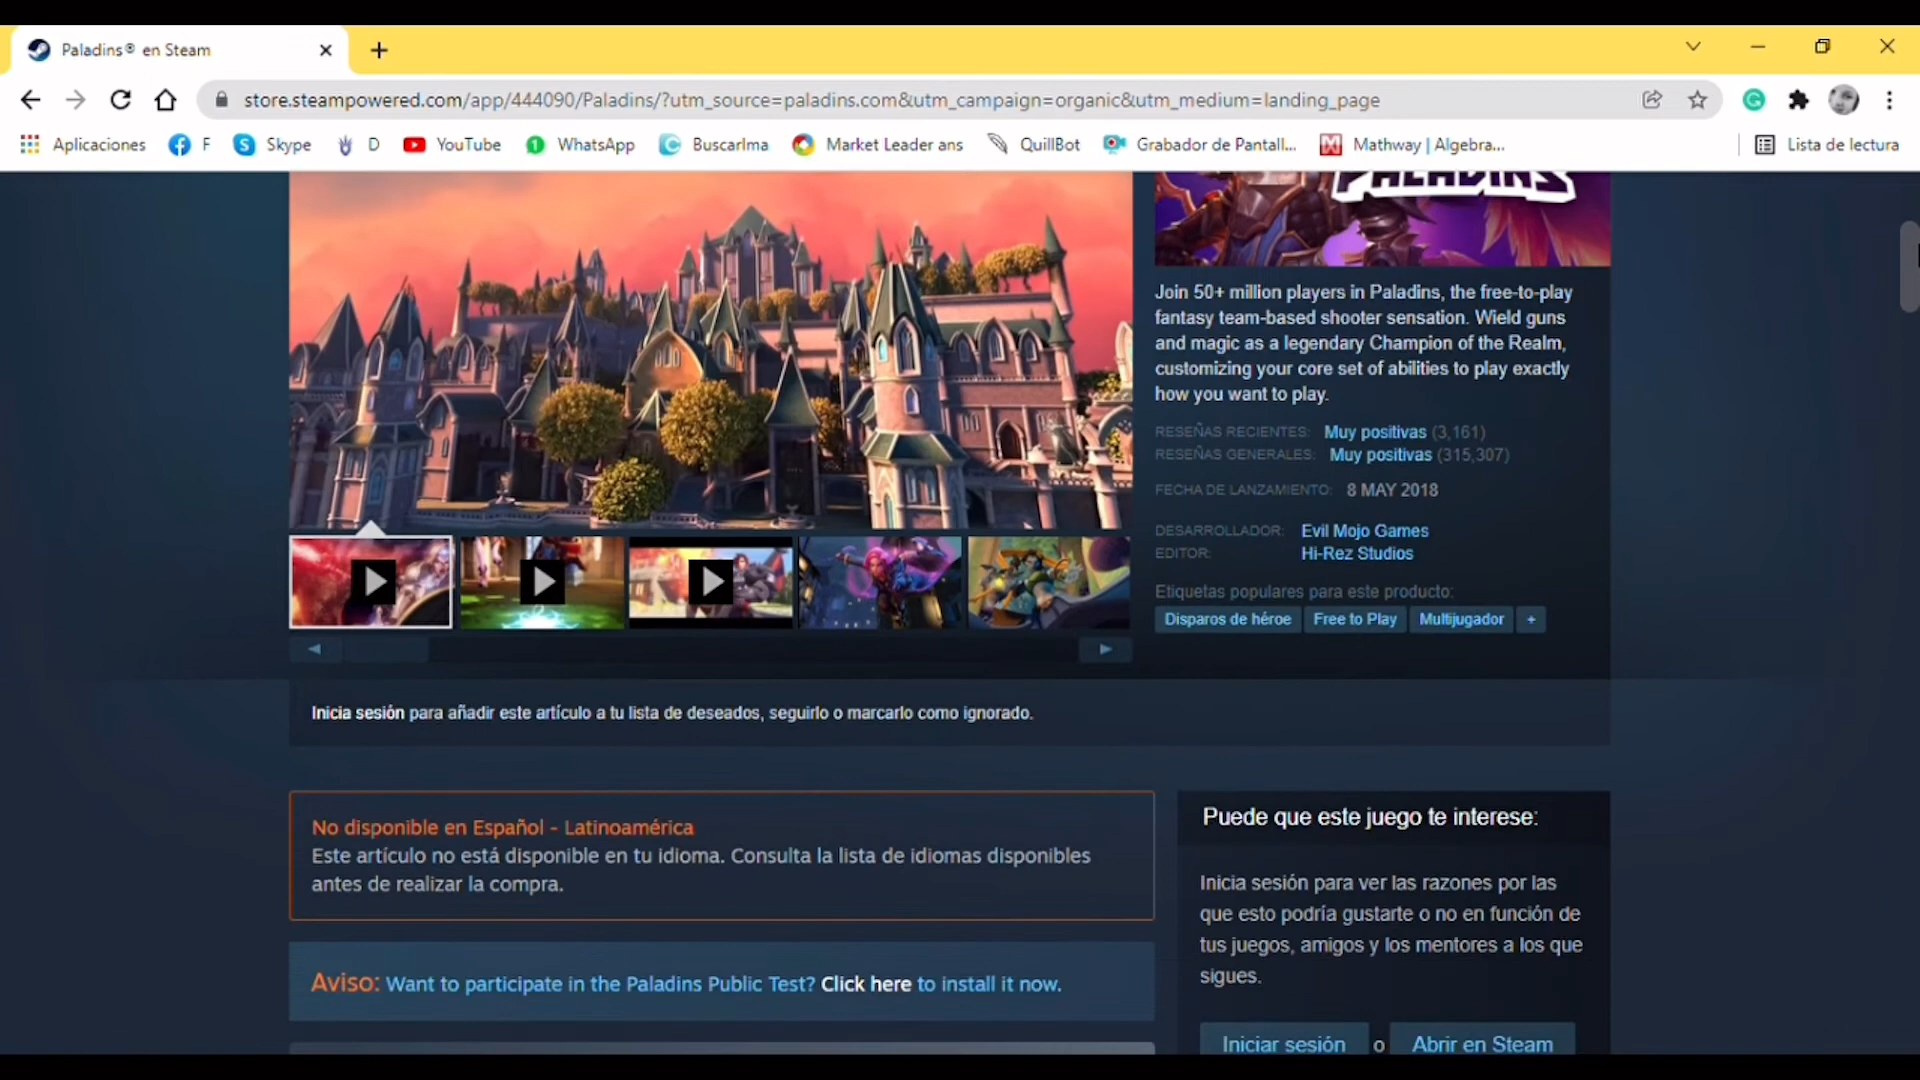 Paladins® en Steam
store.steampowered.com/app/444090/Paladins/?utm_source=paladins.com&utm_campaign=organic&utm_medium=landing_page
Aplicaciones F Skype D YouTube WhatsApp BuscarIma Market Leader ans QuillBot Grabador de Pantall... Mathway | Algebra... Lista de lectura
PALADINS
Join 50+ million players in Paladins, the free-to-play
fantasy team-based shooter sensation. Wield guns
and magic as a legendary Champion of the Realm,
customizing your core set of abilities to play exactly
how you want to play.
RESEÑAS RECIENTES: Muy positivas (3,161)
RESEÑAS GENERALES: Muy positivas (315,307)
FECHA DE LANZAMIENTO: 8 MAY 2018
DESARROLLADOR: Evil Mojo Games
EDITOR: Hi-Rez Studios
Etiquetas populares para este producto:
Disparos de héroe Free to Play Multijugador +
Inicia sesión para añadir este artículo a tu lista de deseados, seguirlo o marcarlo como ignorado.
No disponible en Español - Latinoamérica
Este artículo no está disponible en tu idioma. Consulta la lista de idiomas disponibles
antes de realizar la compra.
Aviso: Want to participate in the Paladins Public Test? Click here to install it now.
Puede que este juego te interese:
Inicia sesión para ver las razones por las
que esto podría gustarte o no en función de
tus juegos, amigos y los mentores a los que
sigues.
Iniciar sesión o Abrir en Steam